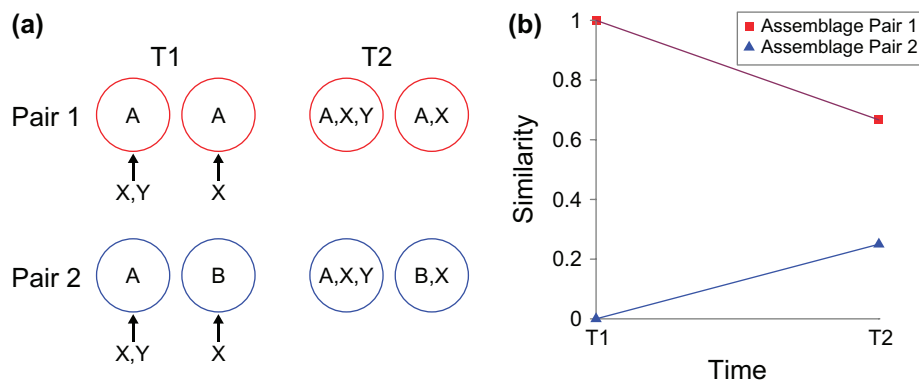 (a)
T1 T2
Pair 1 A A A,X,Y A,X
X,Y X
Pair 2 A B A,X,Y B,X
X,Y X
(b)
Assemblage Pair 1
Assemblage Pair 2
Similarity
1
0.8
0.6
0.4
0.2
0
T1 T2
Time